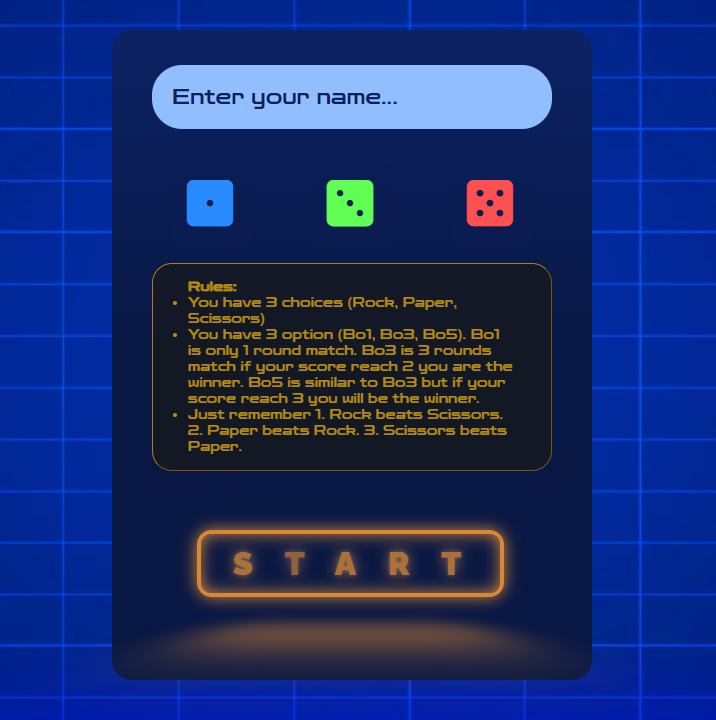 Enter your name...
Rules:
• You have 3 choices (Rock, Paper,
Scissors)
• You have 3 option (Bo1, Bo3, Bo5). Bo1
is only 1 round match. Bo3 is 3 rounds
match if your score reach 2 you are the
winner. Bo5 is similar to Bo3 but if your
score reach 3 you will be the winner.
• Just remember 1. Rock beats Scissors.
2. Paper beats Rock. 3. Scissors beats
Paper.
START